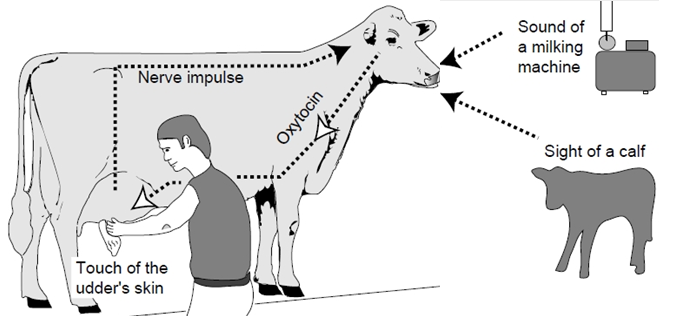 Sound of
a milking
machine
Nerve impulse
Oxytocin
Sight of a calf
Touch of the
udder's skin